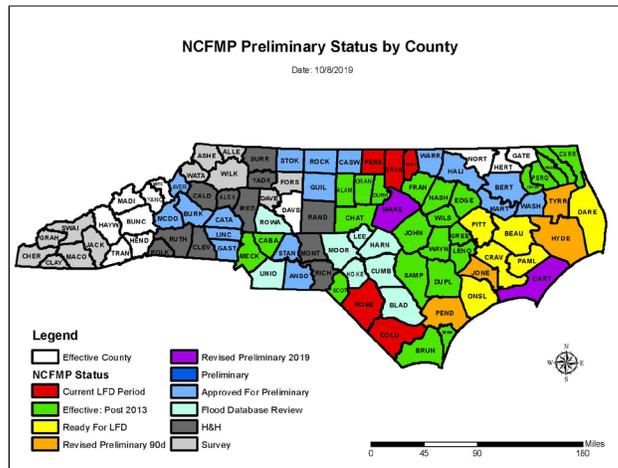 NCFMP Preliminary Status by County
Date: 10/8/2019
ASHE ALLE SURR STOK ROCK CASW PERS GRAN WARR NORT GATE CURR
WATA WILK YADK FORS GUIL ALAM ORAN DURH FRAN HALI HERT PERQ
AVER CALD ALEX IRED DAVS NASH EDGE BERT
MADI YANC MART WASH TYRR DARE
SWAI HAYW BUNC MCDO BURK CATA ROWA DAVI RAND CHAT WAKE WILS PITT BEAU HYDE
GRAH JACK HEND RUTH CLEV LINC GAST CABA STAN MONT MOOR LEE HARN JOHN WAYN GREE LENO CRAV PAML
CHER CLAY MACO TRAN POLK MECK UNIO ANSO RICH HOKE CUMB SAMP DUPL JONE CART
SCOT ROBE BLAD PEND ONSL
COLU BRUN
Legend
Effective County
NCFMP Status
Current LFD Period
Effective: Post 2013
Ready For LFD
Revised Preliminary 90d
Revised Preliminary 2019
Preliminary
Approved For Preliminary
Flood Database Review
H&H
Survey
N
W E
S
Miles
0 45 90 180